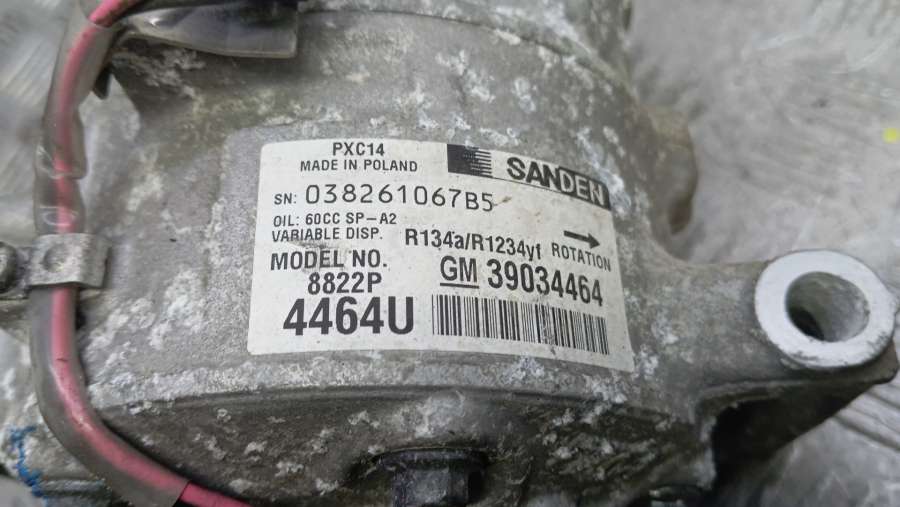 PXC14
MADE IN POLAND
SANDEN
SN: 038261067B5
OIL: 60CC SP-A2
VARIABLE DISP. R134a/R1234yf ROTATION
MODEL NO. GM 39034464
8822P
4464U